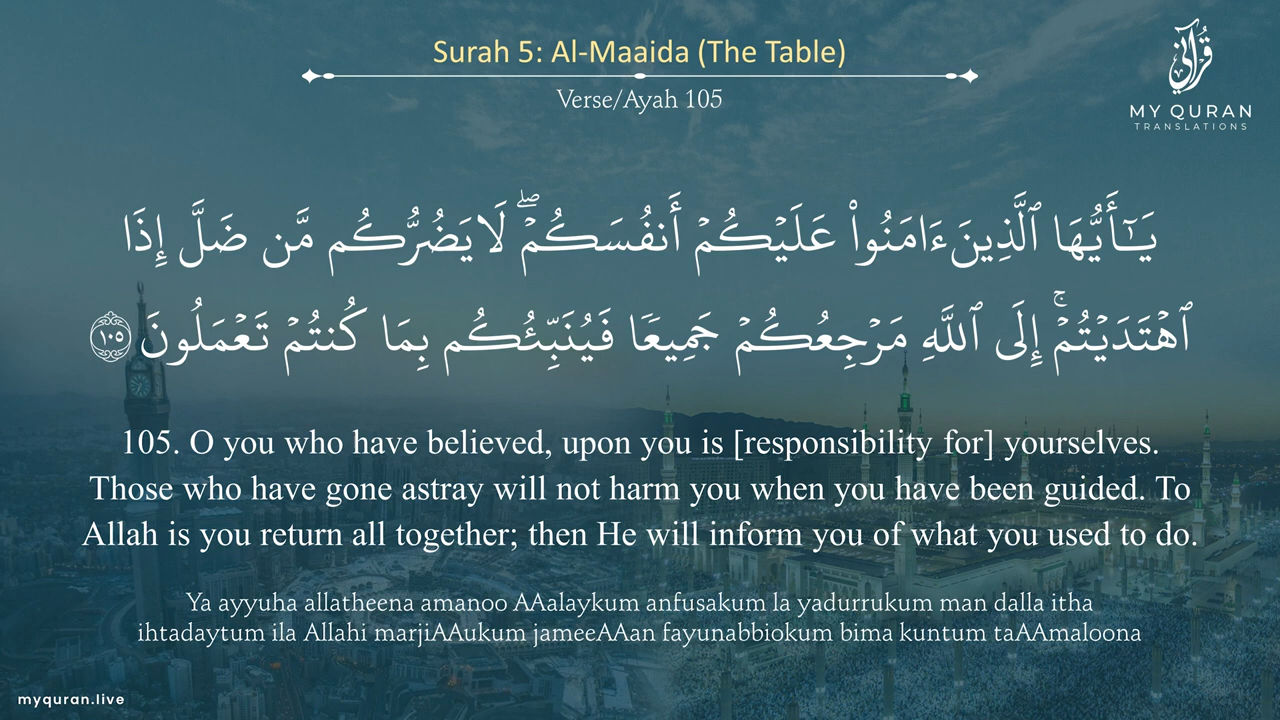 Surah 5: Al-Maaida (The Table)
Verse/Ayah 105
قرآني
MY QURAN
TRANSLATIONS
يَـٰٓأَيُّهَا ٱلَّذِينَ ءَامَنُوا۟ عَلَيْكُمْ أَنفُسَكُمْ ۖ لَا يَضُرُّكُم مَّن ضَلَّ إِذَا
ٱهْتَدَيْتُمْ ۚ إِلَى ٱللَّهِ مَرْجِعُكُمْ جَمِيعًا فَيُنَبِّئُكُم بِمَا كُنتُمْ تَعْمَلُونَ ١٠٥
105. O you who have believed, upon you is [responsibility for] yourselves.
Those who have gone astray will not harm you when you have been guided. To
Allah is you return all together; then He will inform you of what you used to do.
Ya ayyuha allatheena amanoo AAalaykum anfusakum la yadurrukum man dalla itha
ihtadaytum ila Allahi marjiAAukum jameeAAan fayunabbiokum bima kuntum taAAmaloona
myquran.live